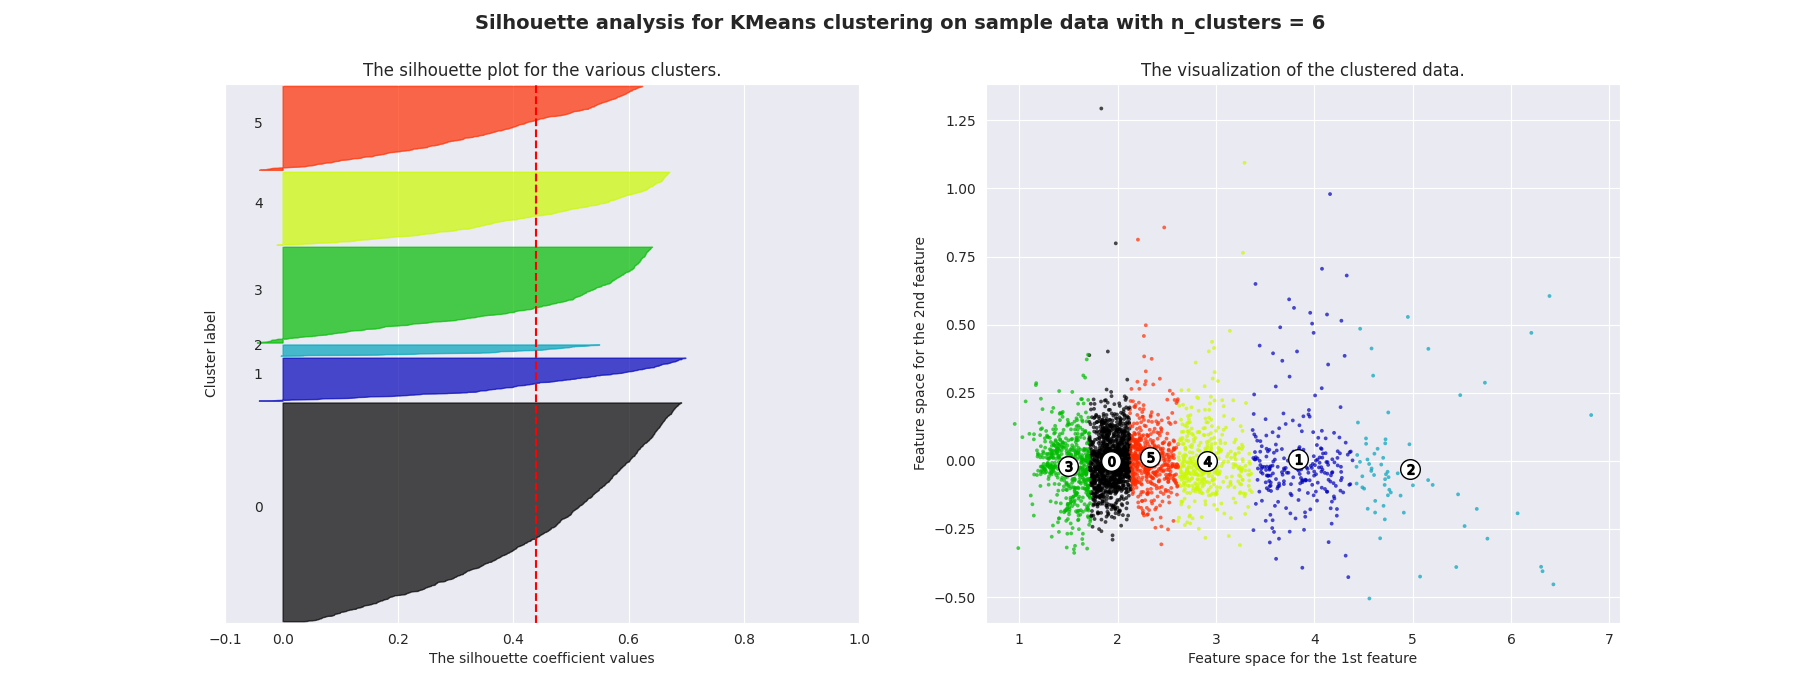 Silhouette analysis for KMeans clustering on sample data with n_clusters = 6
The silhouette plot for the various clusters.
5
4
3
2
1
0
Cluster label
−0.1 0.0 0.2 0.4 0.6 0.8 1.0
The silhouette coefficient values
The visualization of the clustered data.
1.25
1.00
0.75
0.50
0.25
0.00
−0.25
−0.50
Feature space for the 2nd feature
3 0 5 4 1 2
1 2 3 4 5 6 7
Feature space for the 1st feature